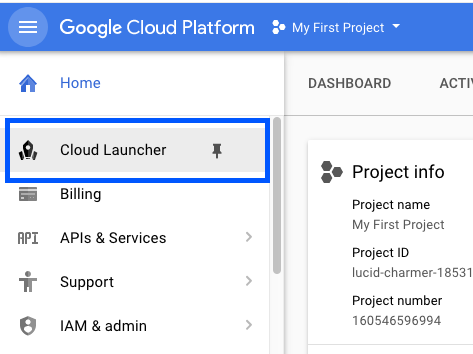 Google Cloud Platform
My First Project
Home
DASHBOARD
Cloud Launcher
Billing
API APIs & Services
Support
IAM & admin
Project info
Project name
My First Project
Project ID
lucid-charmer-18531
Project number
160546596994